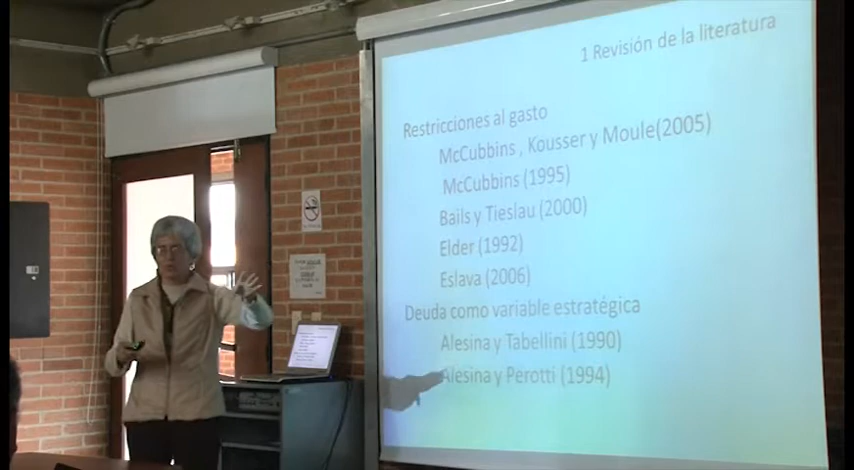 1 Revisión de la literatura
Restricciones al gasto
McCubbins , Kousser y Moule(2005)
McCubbins (1995)
Bails y Tieslau (2000)
Elder (1992)
Eslava (2006)
Deuda como variable estratégica
Alesina y Tabellini (1990)
Alesina y Perotti (1994)